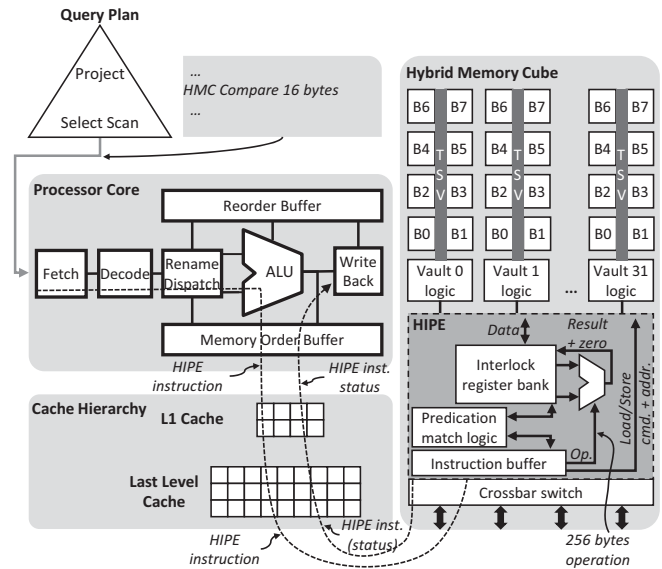 Query Plan
Project
Select Scan
...
HMC Compare 16 bytes
...
Processor Core
Reorder Buffer
Fetch
Decode
Rename
Dispatch
ALU
Write
Back
Memory Order Buffer
HIPE
instruction
HIPE inst.
status
Cache Hierarchy
L1 Cache
Last Level
Cache
HIPE
instruction
HIPE inst.
(status)
Hybrid Memory Cube
B6 B7 B6 B7 B6 B7
B4 T B5 B4 T B5 B4 T B5
S S S
B2 V B3 B2 V B3 B2 V B3
B0 B1 B0 B1 B0 B1
Vault 0
logic
Vault 1
logic
...
Vault 31
logic
HIPE
Data
Result
+ zero
Interlock
register bank
Load/Store
cmd. + addr.
Predication
match logic
Instruction buffer
Op.
Crossbar switch
256 bytes
operation